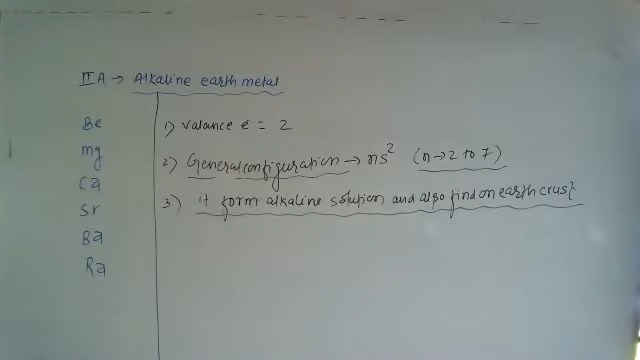 IIA → Alkaline earth metal
Be
mg
Ca
Sr
Ba
Ra
1) valance e⁻ = 2
2) General configuration → ns² (n → 2 to 7)
3) it form alkaline solution and also find on earth crust